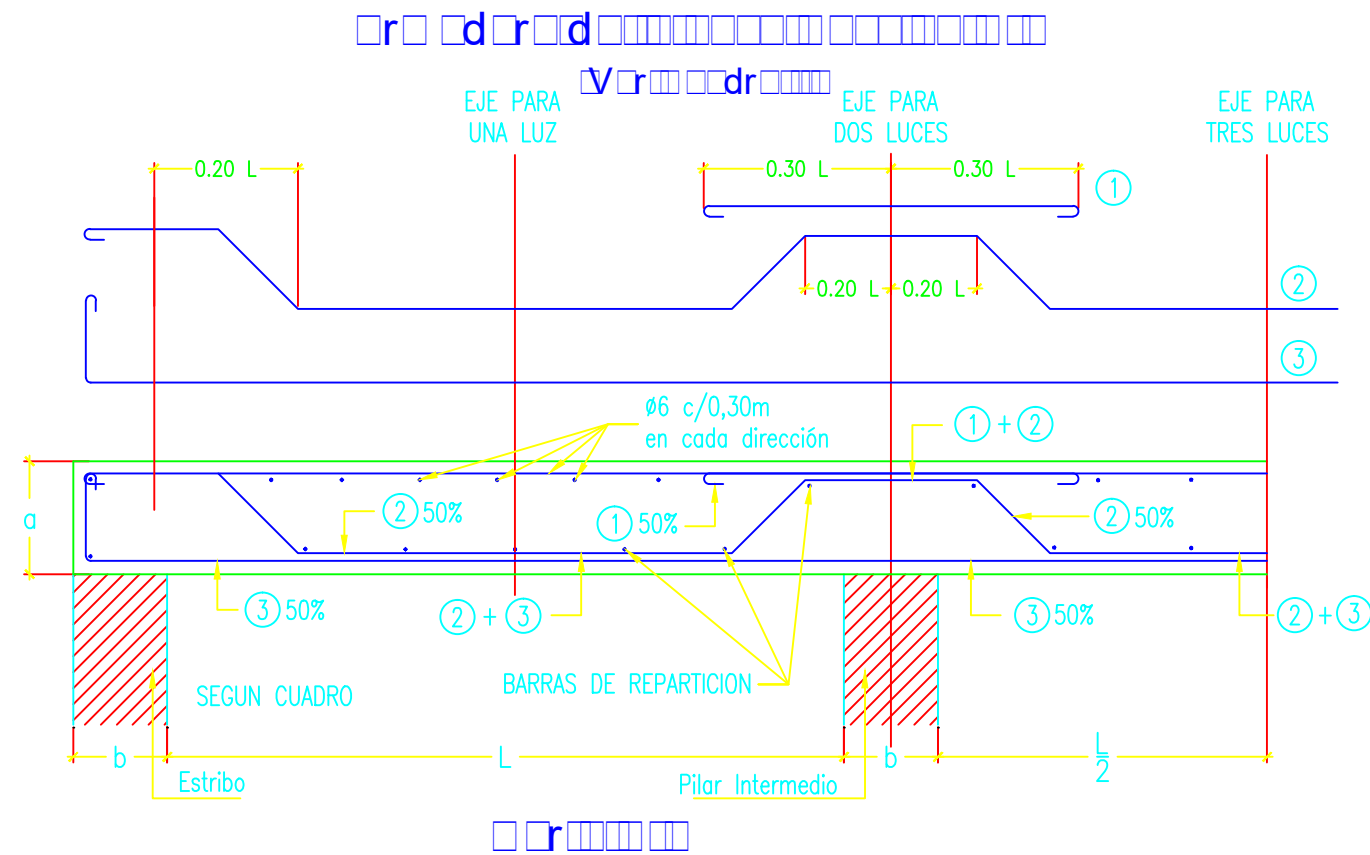 EJE PARA
UNA LUZ
EJE PARA
DOS LUCES
EJE PARA
TRES LUCES
0.20 L
0.30 L
0.30 L
1
0.20 L
0.20 L
2
3
ø6 c/0,30m
en cada dirección
1 + 2
a
2 50%
1 50%
2 50%
3 50%
2 + 3
3 50%
2 + 3
SEGUN CUADRO
BARRAS DE REPARTICION
b
L
b
L
2
Estribo
Pilar Intermedio